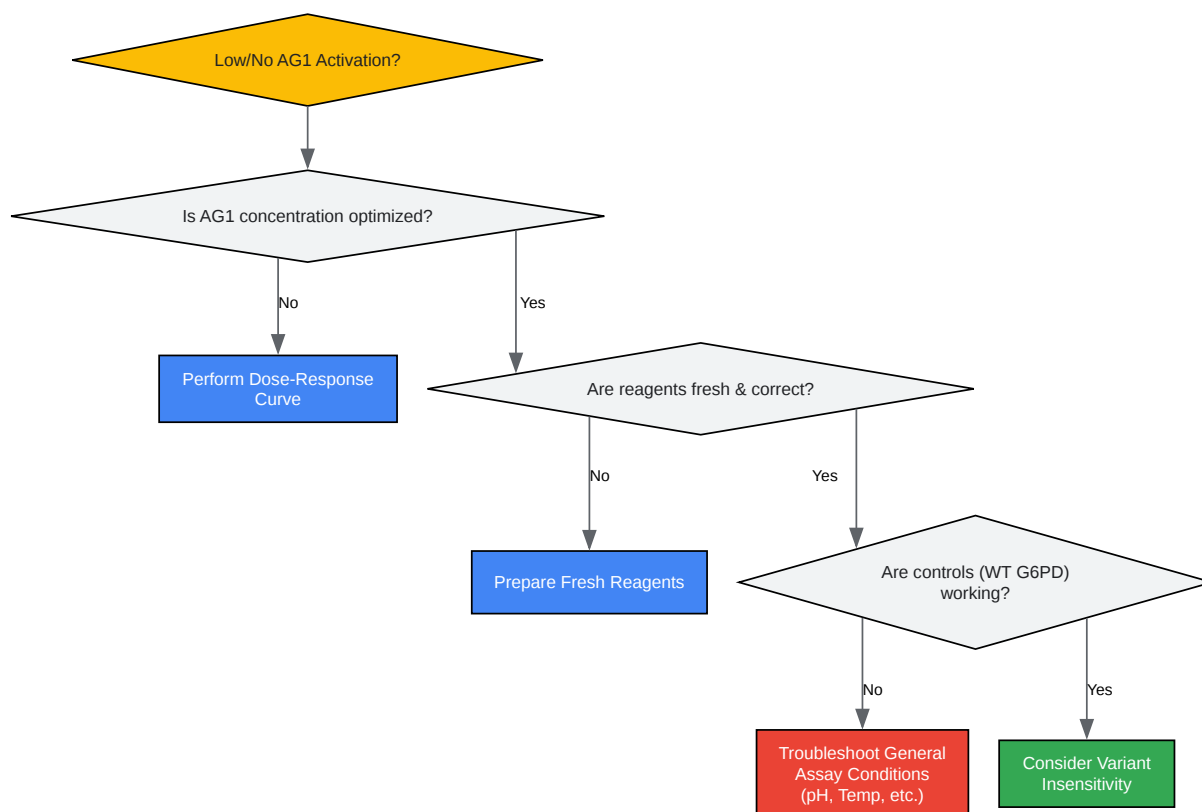 Low/No AG1 Activation?
Is AG1 concentration optimized?
No
Yes
Perform Dose-Response
Curve
Are reagents fresh & correct?
No
Yes
Prepare Fresh Reagents
Are controls (WT G6PD)
working?
No
Yes
Troubleshoot General
Assay Conditions
(pH, Temp, etc.)
Consider Variant
Insensitivity